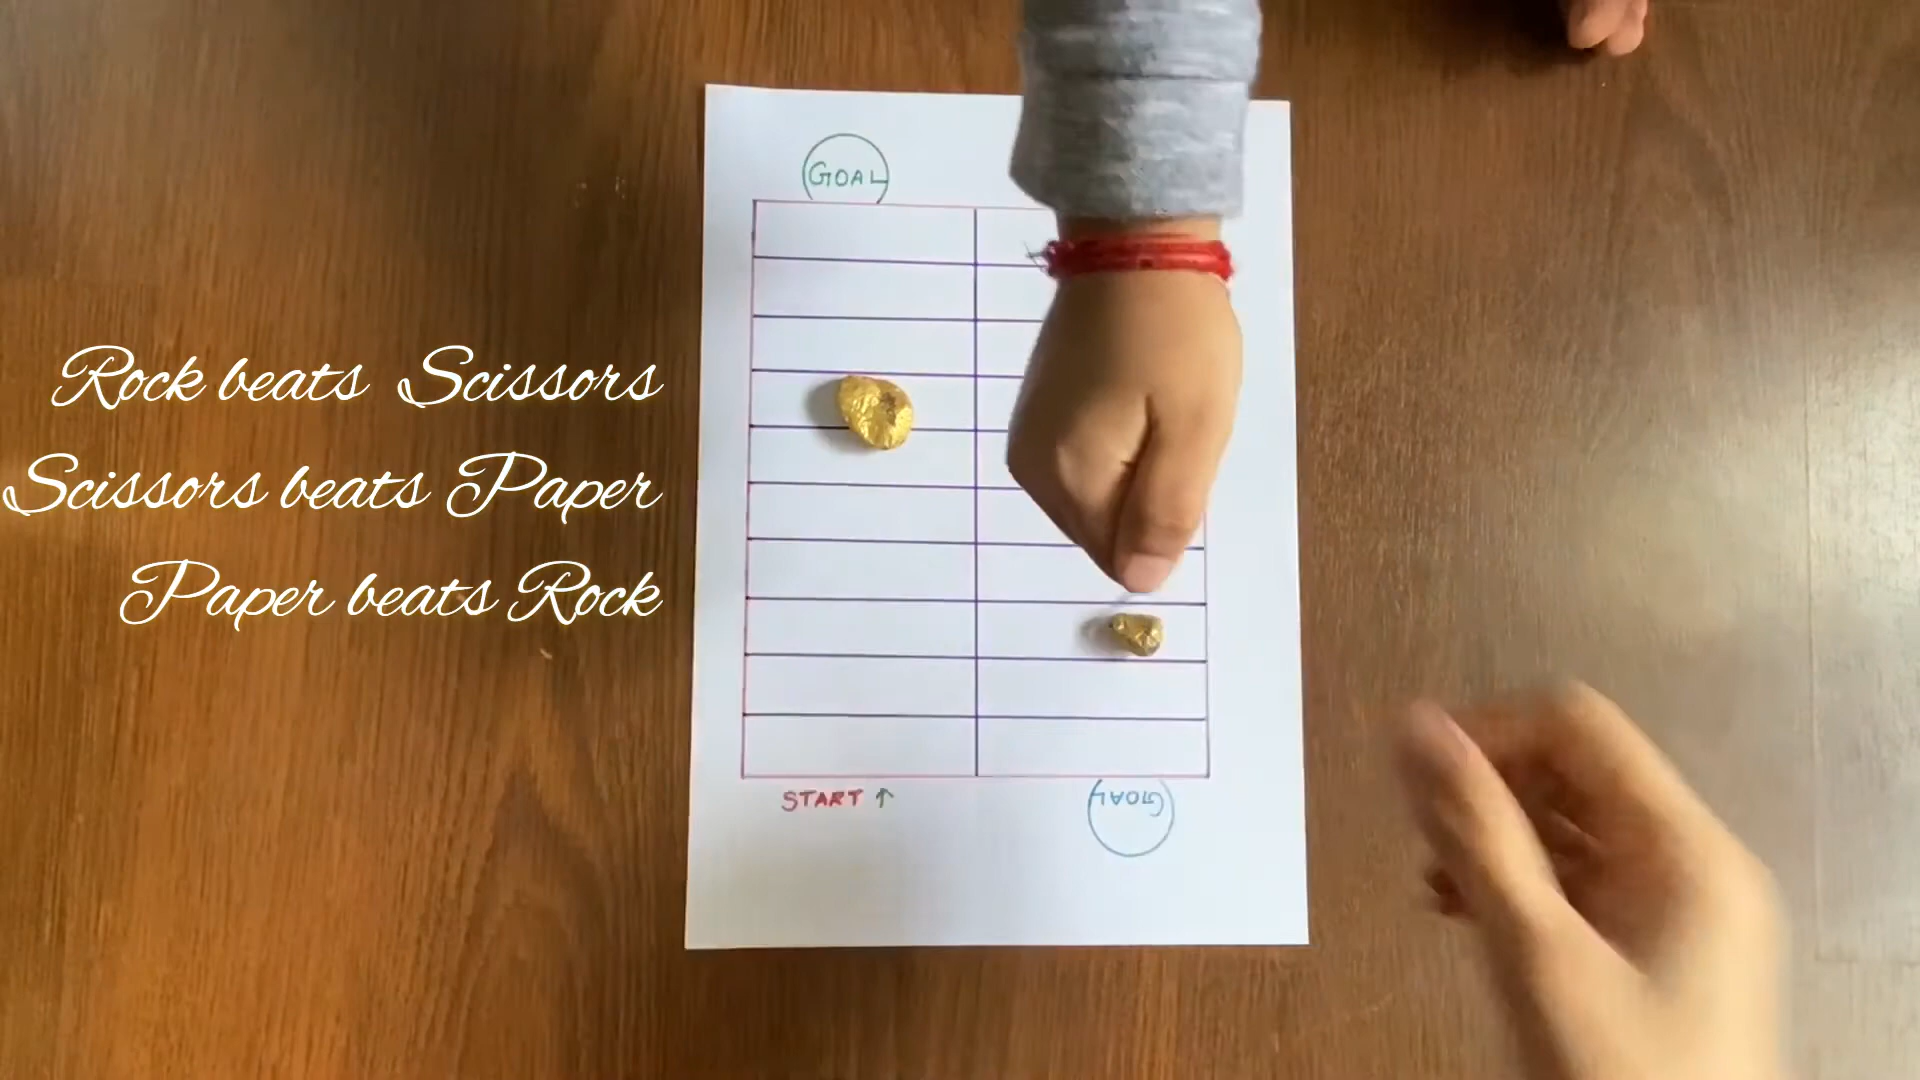 GOAL
Rock beats Scissors
Scissors beats Paper
Paper beats Rock
START ↑
GOAL